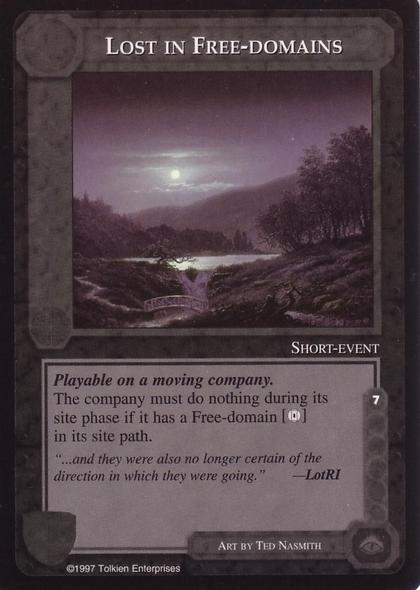 LOST IN FREE-DOMAINS
SHORT-EVENT
Playable on a moving company.
The company must do nothing during its
site phase if it has a Free-domain [ ]
in its site path.
7
"...and they were also no longer certain of the
direction in which they were going." —LotRI
ART BY TED NASMITH
©1997 Tolkien Enterprises